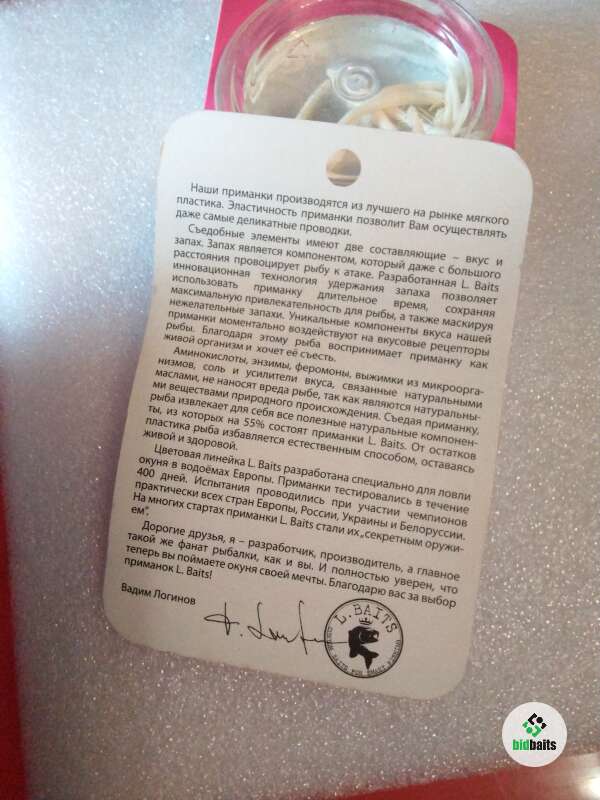 Наши приманки производятся из лучшего на рынке мягкого
пластика. Эластичность приманки позволит Вам осуществлять
даже самые деликатные проводки.
Съедобные элементы имеют две составляющие – вкус и
запах. Запах является компонентом, который даже с большого
расстояния провоцирует рыбу к атаке. Разработанная L. Baits
инновационная технология удержания запаха позволяет
использовать приманку длительное время, сохраняя
максимальную привлекательность для рыбы, а также маскируя
нежелательные запахи. Уникальные компоненты вкуса нашей
приманки моментально воздействуют на вкусовые рецепторы
рыбы. Благодаря этому рыба воспринимает приманку как
живой организм и хочет её съесть.
Аминокислоты, энзимы, феромоны, выжимки из микроорга-
низмов, соль и усилители вкуса, связанные натуральными
маслами, не наносят вреда рыбе, так как являются натуральны-
ми веществами природного происхождения. Съедая приманку,
рыба извлекает для себя все полезные натуральные компонен-
ты, из которых на 55% состоят приманки L. Baits. От остатков
пластика рыба избавляется естественным способом, оставаясь
живой и здоровой.
Цветовая линейка L. Baits разработана специально для ловли
окуня в водоёмах Европы. Приманки тестировались в течение
400 дней. Испытания проводились при участии чемпионов
практически всех стран Европы, России, Украины и Белоруссии.
На многих стартах приманки L. Baits стали их „секретным оружи-
ем“.
Дорогие друзья, я – разработчик, производитель, а главное
такой же фанат рыбалки, как и вы. И полностью уверен, что
теперь вы поймаете окуня своей мечты. Благодарю вас за выбор
приманок L. Baits!
Вадим Логинов
L.BAITS
bidbaits